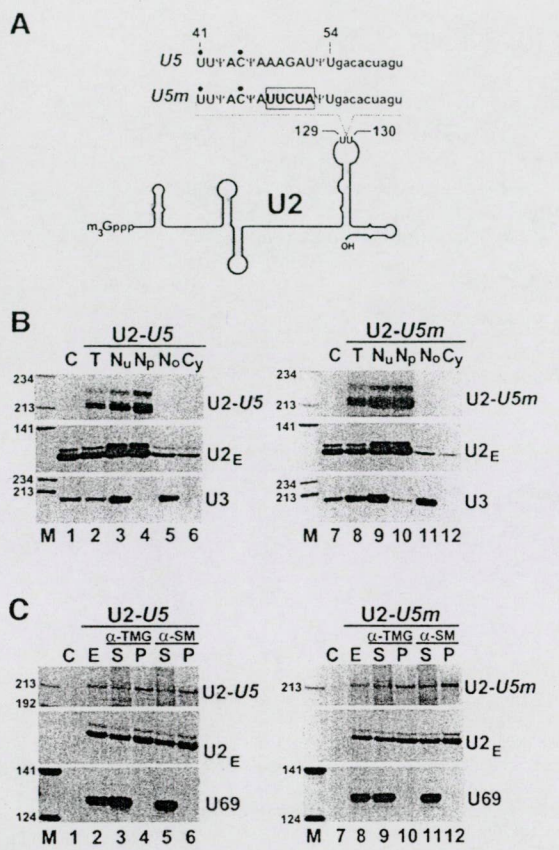 A
41 54
U5 UUΨACΨAAAGAUΨUgacacuagu
U5m UUΨACΨAUUCUAΨUgacacuagu
129 UU 130
U2
m3Gppp
OH
B
U2-U5
C T Nu Np No Cy
234
213
U2-U5
141
U2E
234
213
U3
M 1 2 3 4 5 6
U2-U5m
C T Nu Np No Cy
234
213
U2-U5m
141
U2E
234
213
U3
M 7 8 9 10 11 12
C
U2-U5
α-TMG α-SM
C E S P S P
213
192
U2-U5
U2E
141
124
U69
M 1 2 3 4 5 6
U2-U5m
α-TMG α-SM
C E S P S P
213
U2-U5m
U2E
141
124
U69
M 7 8 9 10 11 12